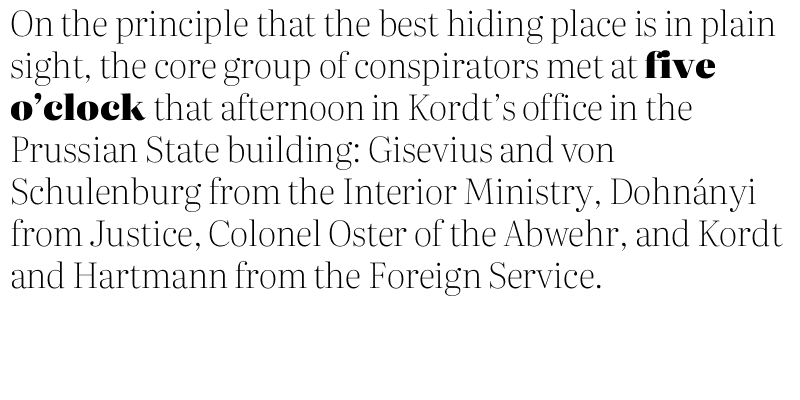 On the principle that the best hiding place is in plain
sight, the core group of conspirators met at five
o’clock that afternoon in Kordt’s office in the
Prussian State building: Gisevius and von
Schulenburg from the Interior Ministry, Dohnányi
from Justice, Colonel Oster of the Abwehr, and Kordt
and Hartmann from the Foreign Service.